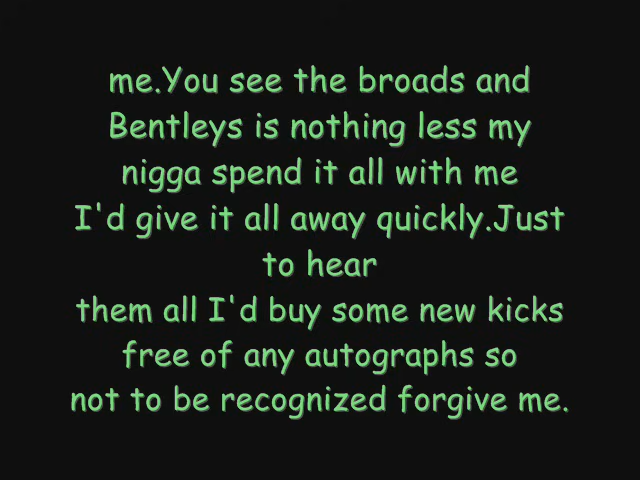 me.You see the broads and
Bentleys is nothing less my
nigga spend it all with me
I'd give it all away quickly.Just
to hear
them all I'd buy some new kicks
free of any autographs so
not to be recognized forgive me.